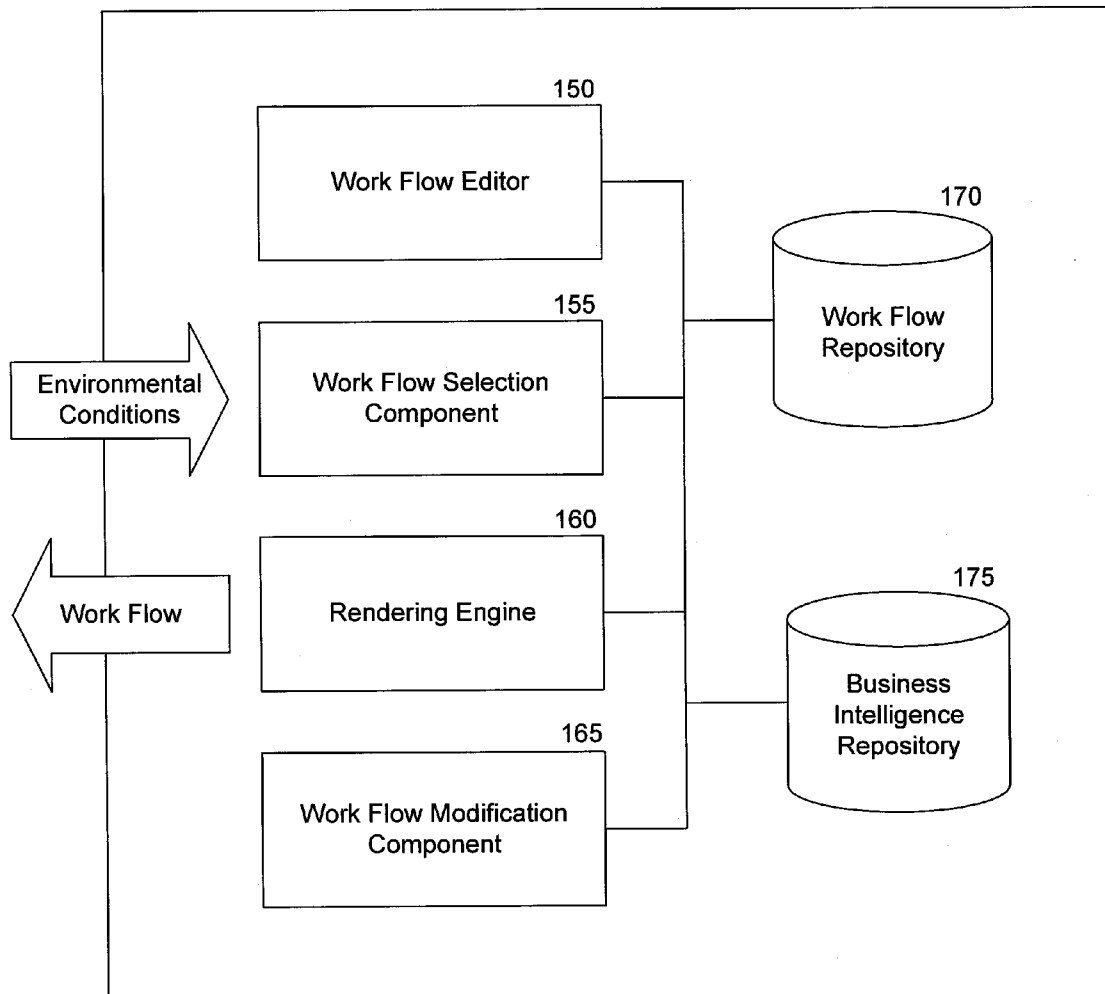 150
Work Flow Editor
170
Work Flow
Repository
155
Environmental
Conditions
Work Flow Selection
Component
160
Work Flow
Rendering Engine
175
Business
Intelligence
Repository
165
Work Flow Modification
Component